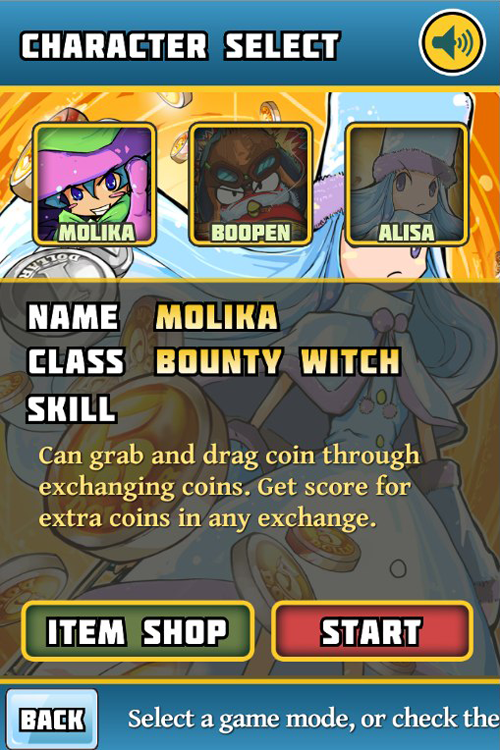 CHARACTER SELECT
MOLIKA
BOOPEN
ALISA
NAME MOLIKA
CLASS BOUNTY WITCH
SKILL
Can grab and drag coin through
exchanging coins. Get score for
extra coins in any exchange.
ITEM SHOP
START
BACK
Select a game mode, or check the